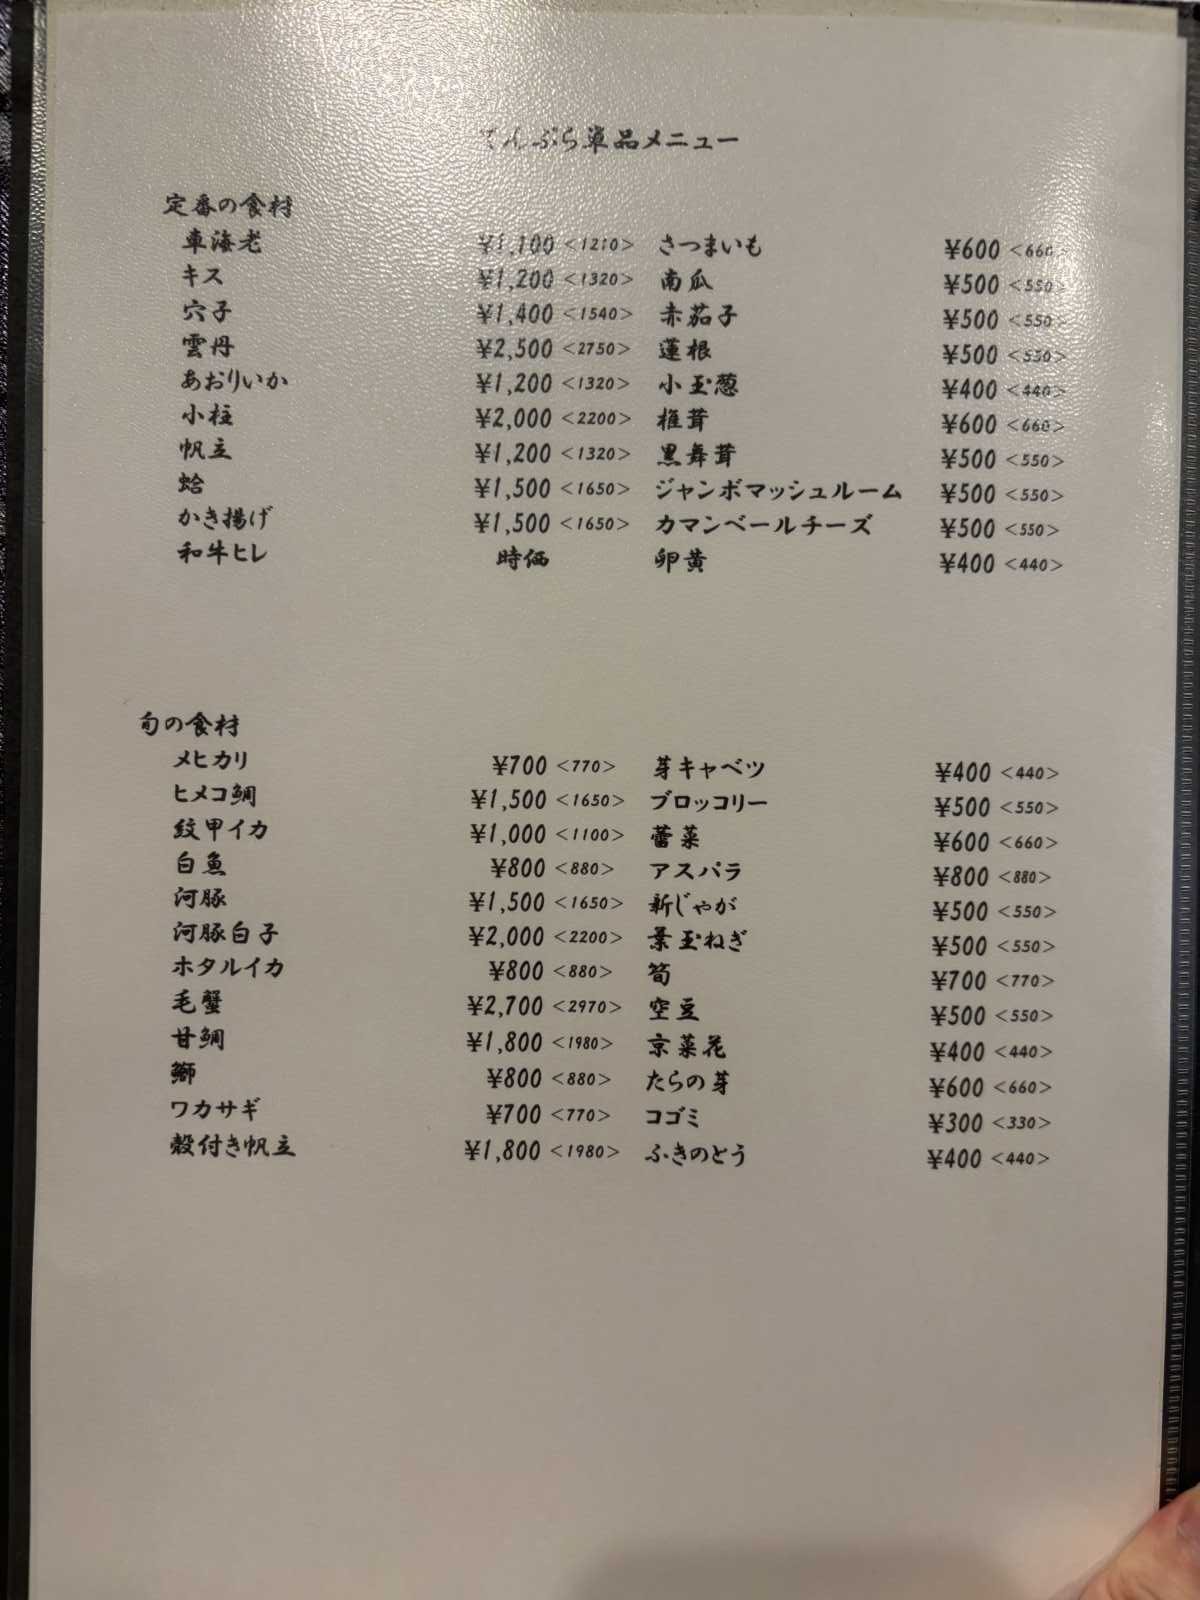 てんぷら単品メニュー
定番の食材
車海老 ¥1,100 <1210> さつまいも ¥600 <660>
キス ¥1,200 <1320> 南瓜 ¥500 <550>
穴子 ¥1,400 <1540> 赤茄子 ¥500 <550>
雲丹 ¥2,500 <2750> 蓮根 ¥500 <550>
あおりいか ¥1,200 <1320> 小玉葱 ¥400 <440>
小柱 ¥2,000 <2200> 椎茸 ¥600 <660>
帆立 ¥1,200 <1320> 黒舞茸 ¥500 <550>
蛤 ¥1,500 <1650> ジャンボマッシュルーム ¥500 <550>
かき揚げ ¥1,500 <1650> カマンベールチーズ ¥500 <550>
和牛ヒレ 時価 卵黄 ¥400 <440>
旬の食材
メヒカリ ¥700 <770> 芽キャベツ ¥400 <440>
ヒメコ鯛 ¥1,500 <1650> ブロッコリー ¥500 <550>
紋甲イカ ¥1,000 <1100> 蕾菜 ¥600 <660>
白魚 ¥800 <880> アスパラ ¥800 <880>
河豚 ¥1,500 <1650> 新じゃが ¥500 <550>
河豚白子 ¥2,000 <2200> 葉玉ねぎ ¥500 <550>
ホタルイカ ¥800 <880> 筍 ¥700 <770>
毛蟹 ¥2,700 <2970> 空豆 ¥500 <550>
甘鯛 ¥1,800 <1980> 京菜花 ¥400 <440>
鰤 ¥800 <880> たらの芽 ¥600 <660>
ワカサギ ¥700 <770> コゴミ ¥300 <330>
殻付き帆立 ¥1,800 <1980> ふきのとう ¥400 <440>